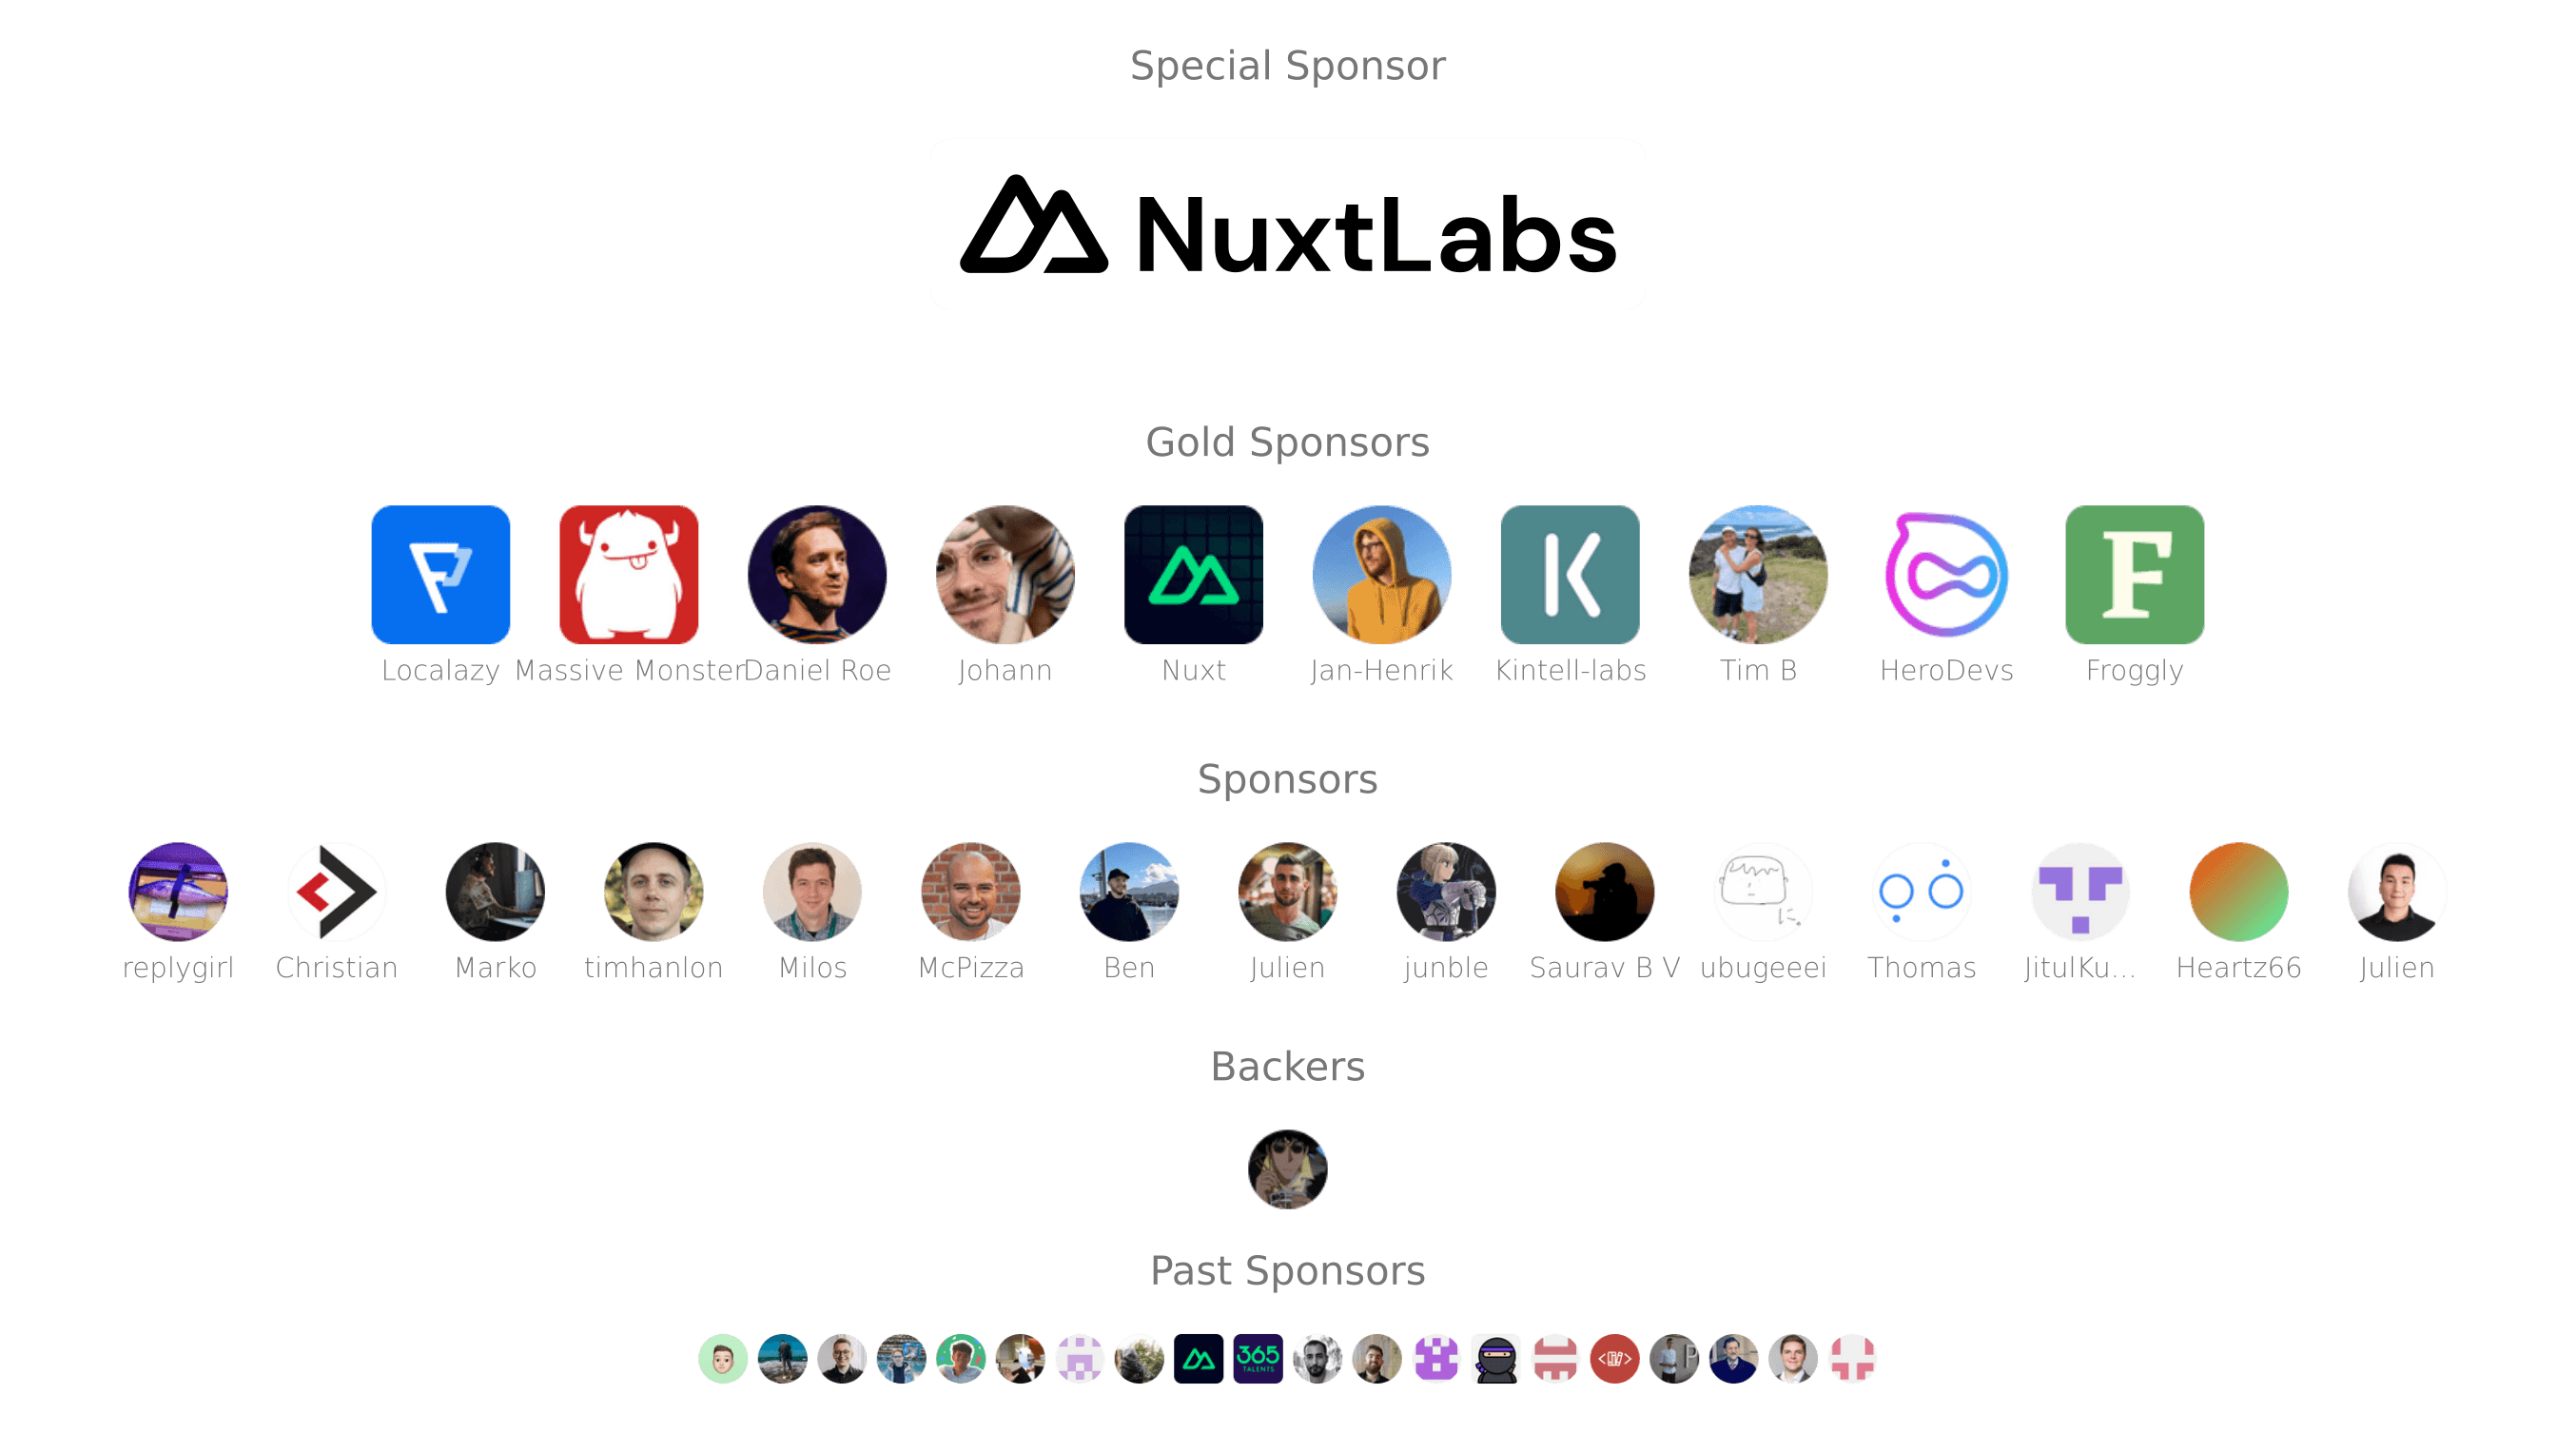 Special Sponsor
NuxtLabs
Gold Sponsors
F
Localazy Massive Monster Daniel Roe Johann Nuxt Jan-Henrik Kintell-labs Tim B HeroDevs Froggly
Sponsors
replygirl Christian Marko timhanlon Milos McPizza Ben Julien junble Saurav B V ubugeeei Thomas JitulKu... Heartz66 Julien
Backers
Past Sponsors
365
TALENTS